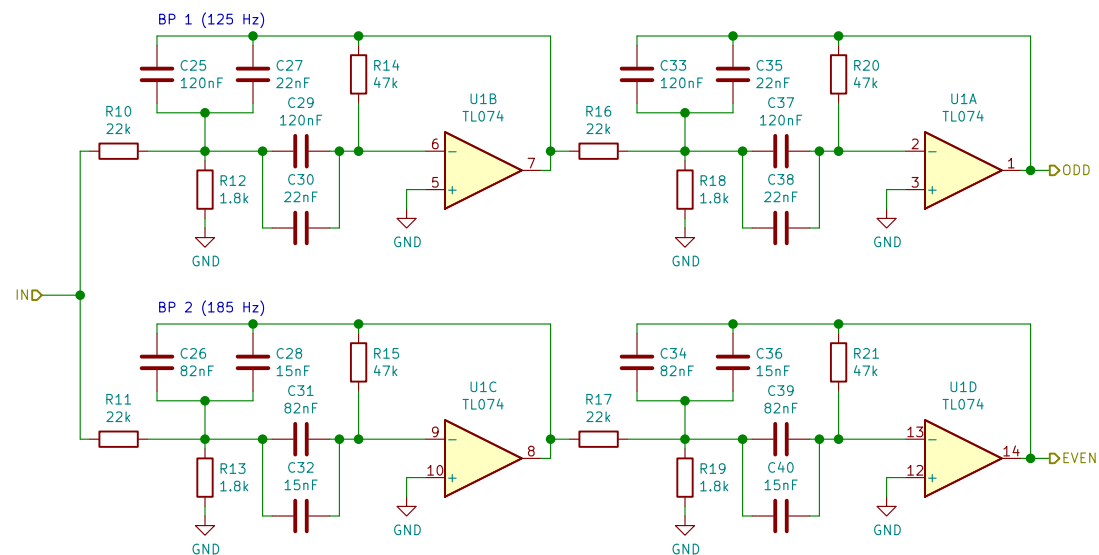 BP 1 (125 Hz)
C25
120nF
C27
22nF
R14
47k
C33
120nF
C35
22nF
R20
47k
R10
22k
C29
120nF
U1B
TL074
R16
22k
C37
120nF
U1A
TL074
6
7
5
2
1
3
R12
1.8k
C30
22nF
R18
1.8k
C38
22nF
ODD
GND
GND
GND
GND
IN
BP 2 (185 Hz)
C26
82nF
C28
15nF
R15
47k
C34
82nF
C36
15nF
R21
47k
R11
22k
C31
82nF
U1C
TL074
R17
22k
C39
82nF
U1D
TL074
9
8
10
13
14
12
R13
1.8k
C32
15nF
R19
1.8k
C40
15nF
EVEN
GND
GND
GND
GND